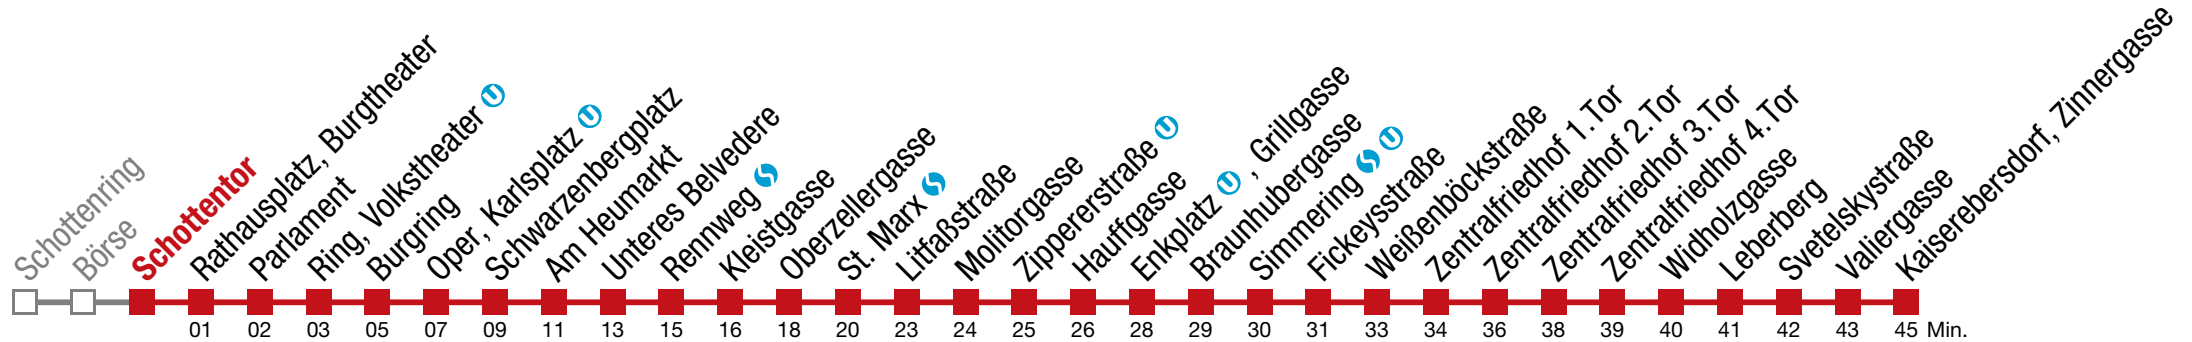 Schottenring
Börse
Schottentor
Rathausplatz, Burgtheater
Parlament
Ring, Volkstheater U
Burgring
Oper, Karlsplatz U
Schwarzenbergplatz
Am Heumarkt
Unteres Belvedere
Rennweg S
Kleistgasse
Oberzellergasse
St. Marx S
Litfaßstraße
Molitorgasse
Zippererstraße U
Hauffgasse
Enkplatz U, Grillgasse
Braunhubergasse
Simmering S U
Fickeysstraße
Weißenböckstraße
Zentralfriedhof 1.Tor
Zentralfriedhof 2.Tor
Zentralfriedhof 3.Tor
Zentralfriedhof 4.Tor
Widholzgasse
Leberberg
Svetelskystraße
Valiergasse
Kaiserebersdorf, Zinnergasse
01 02 03 05 07 09 11 13 15 16 18 20 23 24 25 26 28 29 30 31 33 34 36 38 39 40 41 42 43 45 Min.